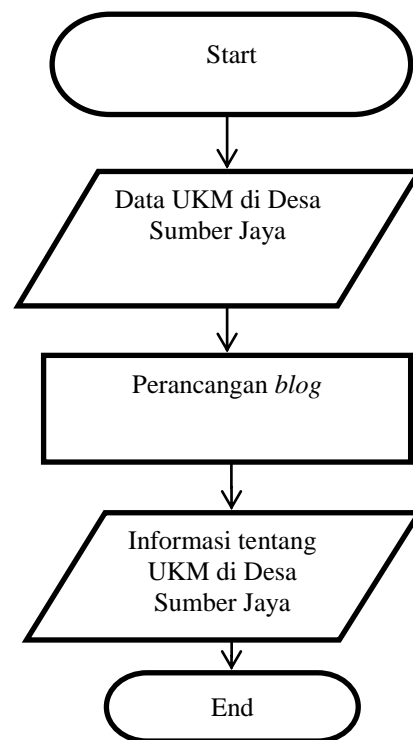 Start
Data UKM di Desa
Sumber Jaya
Perancangan blog
Informasi tentang
UKM di Desa
Sumber Jaya
End